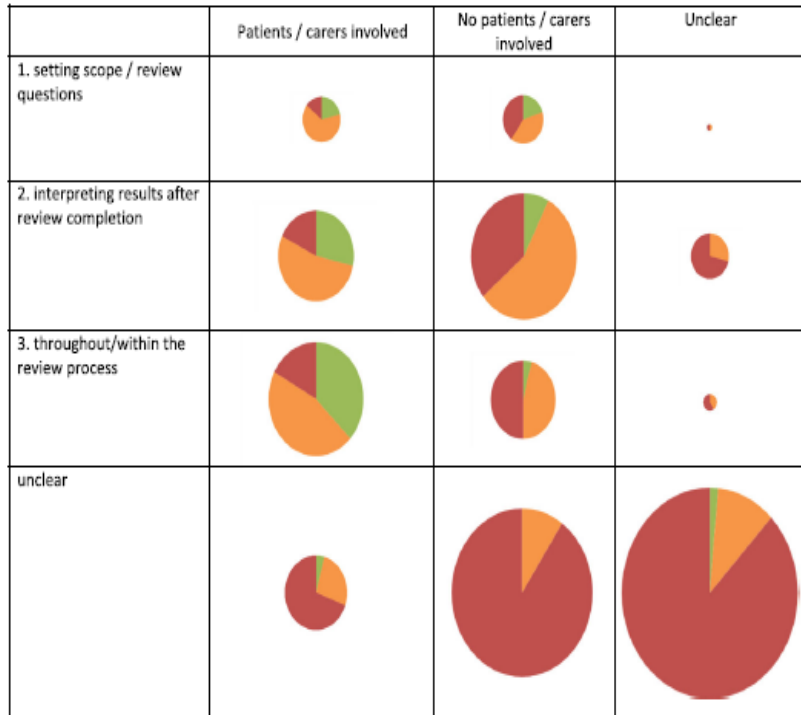 Patients / carers involved
No patients / carers
involved
Unclear
1. setting scope / review
questions
2. interpreting results after
review completion
3. throughout/within the
review process
unclear